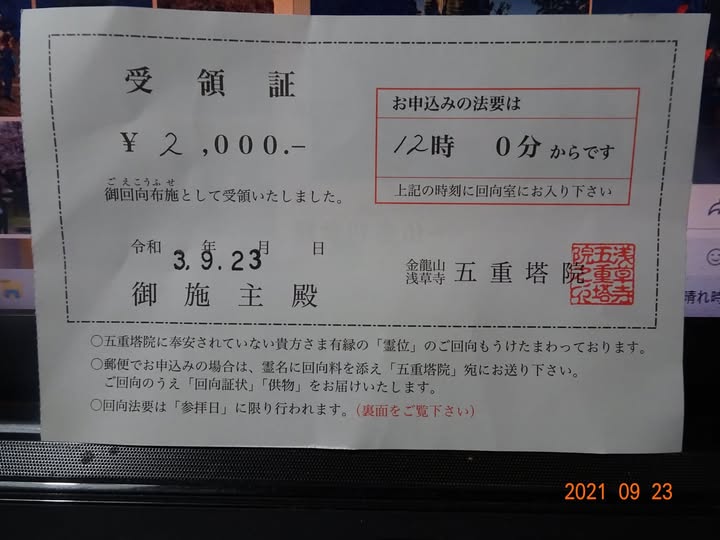 受領証
¥2,000.-
お申込みの法要は
12時 0分からです
上記の時刻に回向室にお入り下さい
ごえこうふせ
御回向布施として受領いたしました。
令和 年 月 日
3.9.23
御施主殿
金龍山
浅草寺
五重塔院
浅草寺
五重塔
院之印
○五重塔院に奉安されていない貴方さま有縁の「霊位」のご回向もうけたまわっております。
○郵便でお申込みの場合は、霊名に回向料を添え「五重塔院」宛にお送り下さい。
ご回向のうえ「回向証状」「供物」をお届けいたします。
○回向法要は「参拝日」に限り行われます。(裏面をご覧下さい)
晴れ時
2021 09 23